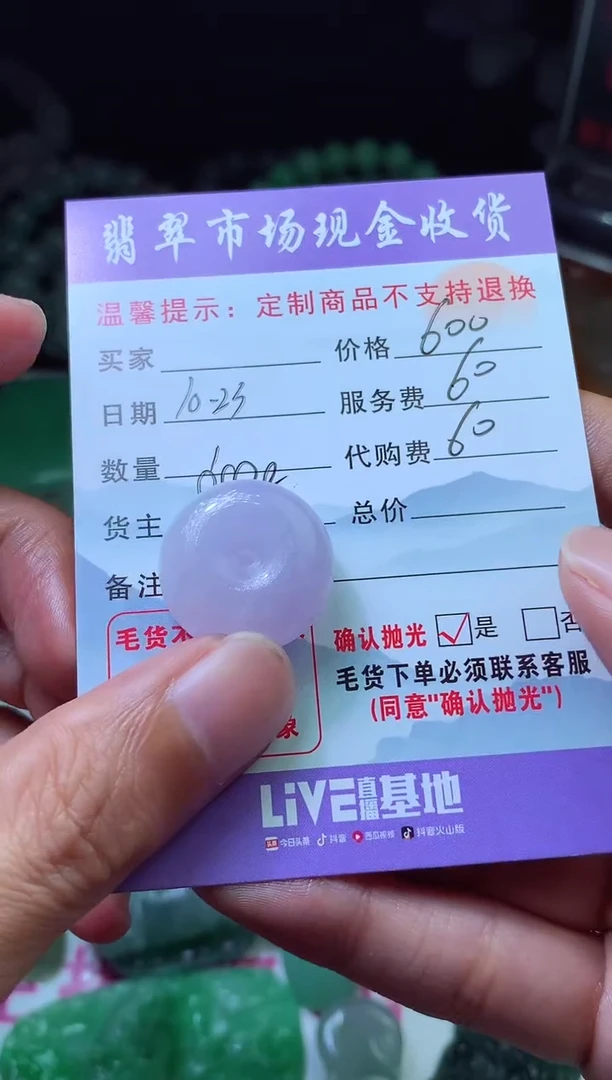 翡翠市场现金收货
温馨提示：定制商品不支持退换
买家 价格 600
日期 10-25 服务费 60
数量 代购费 60
货主 总价
备注
毛货不
象
确认抛光 是 否
毛货下单必须联系客服
(同意"确认抛光")
LiVE直播基地
今日头条 抖音 西瓜视频 抖音火山版